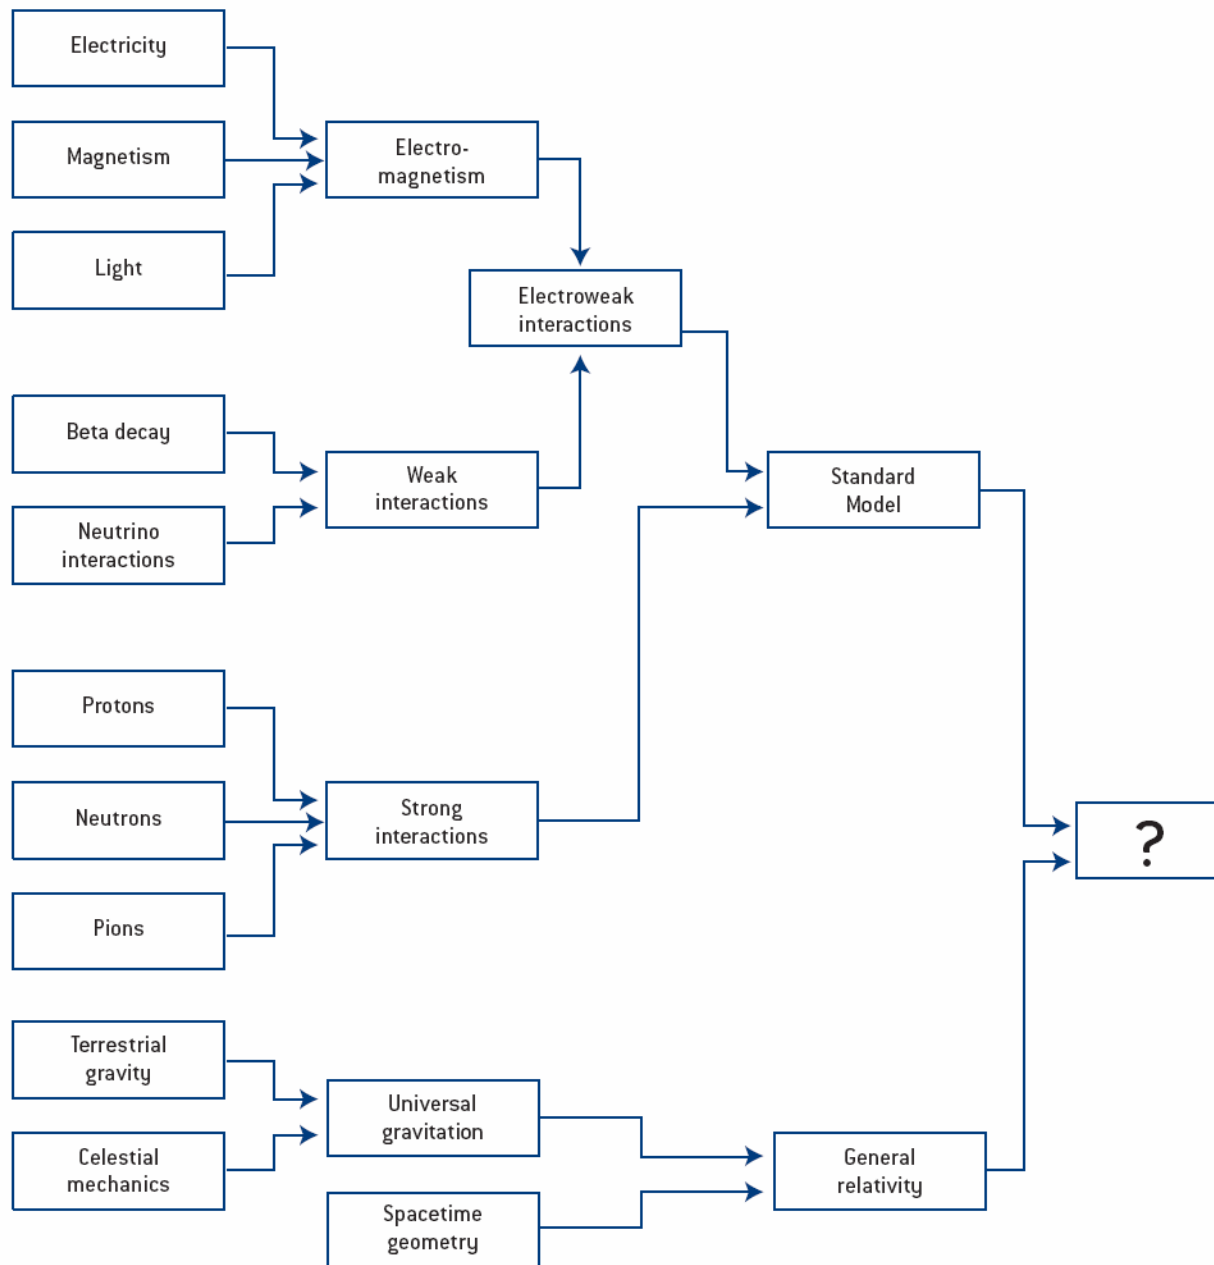 Electricity
Magnetism
Light
Electro-
magnetism
Electroweak
interactions
Beta decay
Neutrino
interactions
Weak
interactions
Standard
Model
Protons
Neutrons
Pions
Strong
interactions
?
Terrestrial
gravity
Celestial
mechanics
Universal
gravitation
Spacetime
geometry
General
relativity